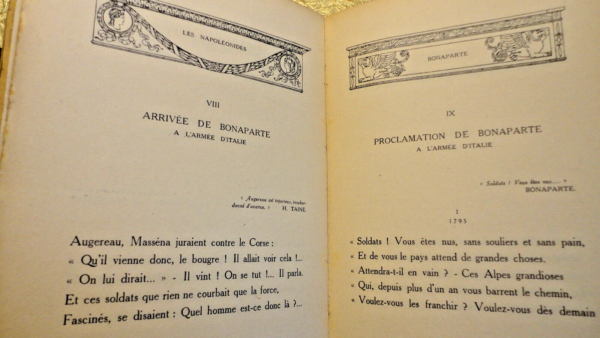 LES NAPOLÉONIDES
VIII
ARRIVÉE DE BONAPARTE
A L'ARMÉE D'ITALIE
H. TAINE.
Augereau, Masséna juraient contre le Corse :
« Qu'il vienne donc, le bougre ! Il allait voir cela !...
« On lui dirait... » - Il vint ! On se tut !... Il parla.
Et ces soldats que rien ne courbait que la force,
Fascinés, se disaient : Quel homme est-ce donc là ?...
BONAPARTE
IX
PROCLAMATION DE BONAPARTE
A L'ARMÉE D'ITALIE
« Soldats ! Vous êtes nus.... »
BONAPARTE.
I
1795
« Soldats ! Vous êtes nus, sans souliers et sans pain,
« Et de vous le pays attend de grandes choses.
« Attendra-t-il en vain ? - Ces Alpes grandioses
« Qui, depuis plus d'un an vous barrent le chemin,
« Voulez-vous les franchir ? Voulez-vous dès demain